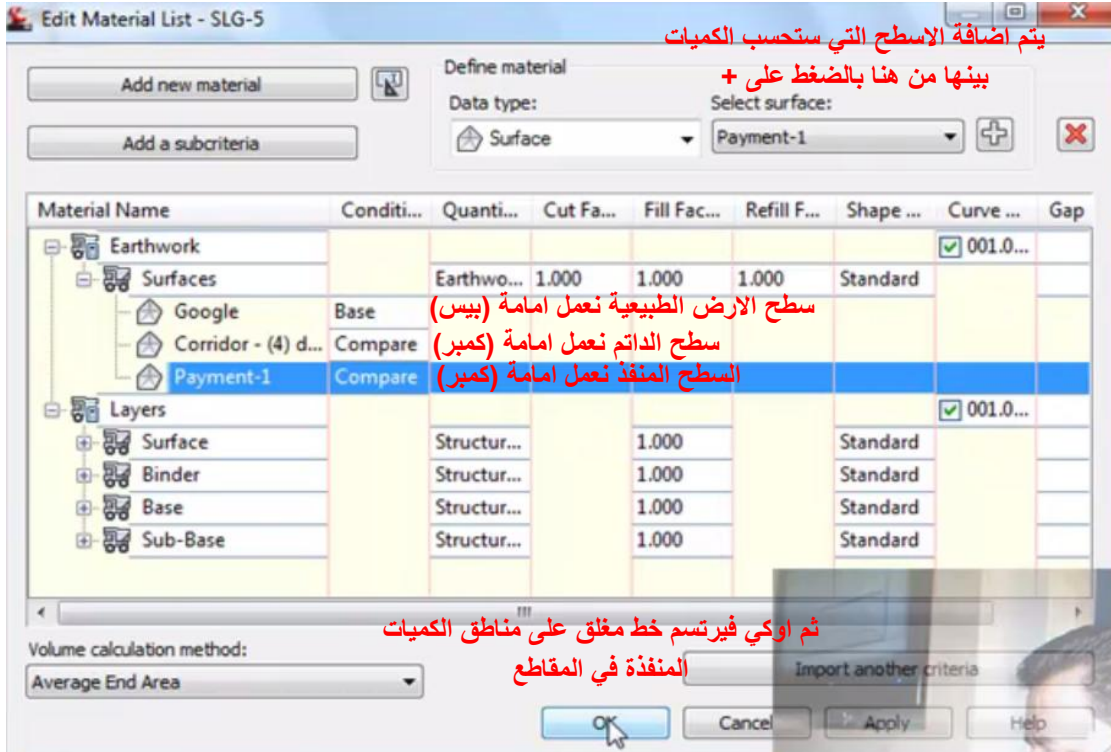 Edit Material List - SLG-5
يتم اضافة الاسطح التي ستحسب الكميات
بينها من هنا بالضغط على +
Add new material
Define material
Data type:
Select surface:
Add a subcriteria
Surface
Payment-1
Material Name Conditi... Quanti... Cut Fa... Fill Fac... Refill F... Shape ... Curve ... Gap
Earthwork 001.0...
Surfaces Earthwo... 1.000 1.000 1.000 Standard
Google Base سطح الارض الطبيعية نعمل امامة (بيس)
Corridor - (4) d... Compare سطح الداتم نعمل امامة (كمبر)
Payment-1 Compare السطح المنفذ نعمل امامة (كمبر)
Layers 001.0...
Surface Structur... 1.000 Standard
Binder Structur... 1.000 Standard
Base Structur... 1.000 Standard
Sub-Base Structur... 1.000 Standard
ثم اوكي فيرتسم خط مغلق على مناطق الكميات
المنفذة في المقاطع
Volume calculation method:
Import another criteria
Average End Area
OK Cancel Apply Help